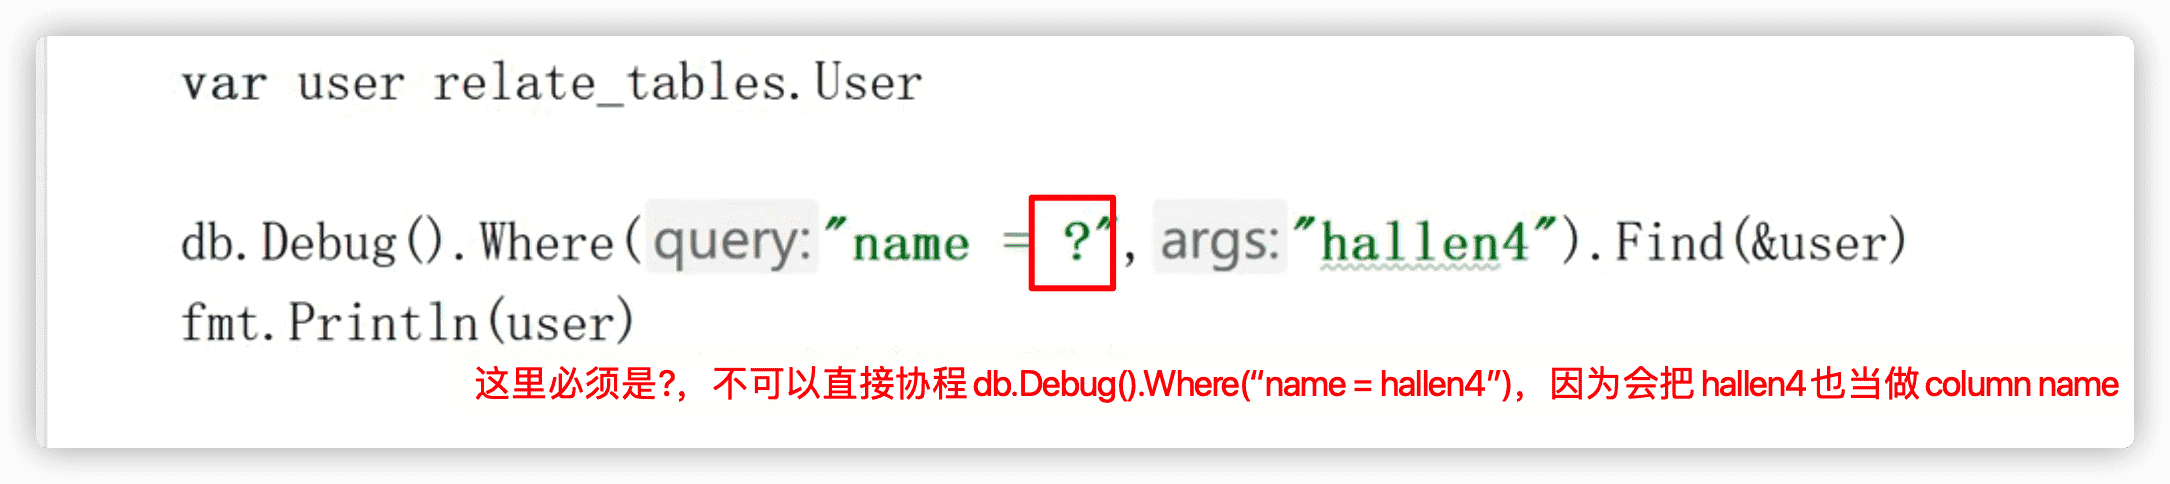 var user relate_tables.User
db.Debug().Where( query: "name = ?", args: "hallen4").Find(&user)
fmt.Println(user)
这里必须是?，不可以直接协程 db.Debug().Where(“name = hallen4”)，因为会把 hallen4 也当做 column name